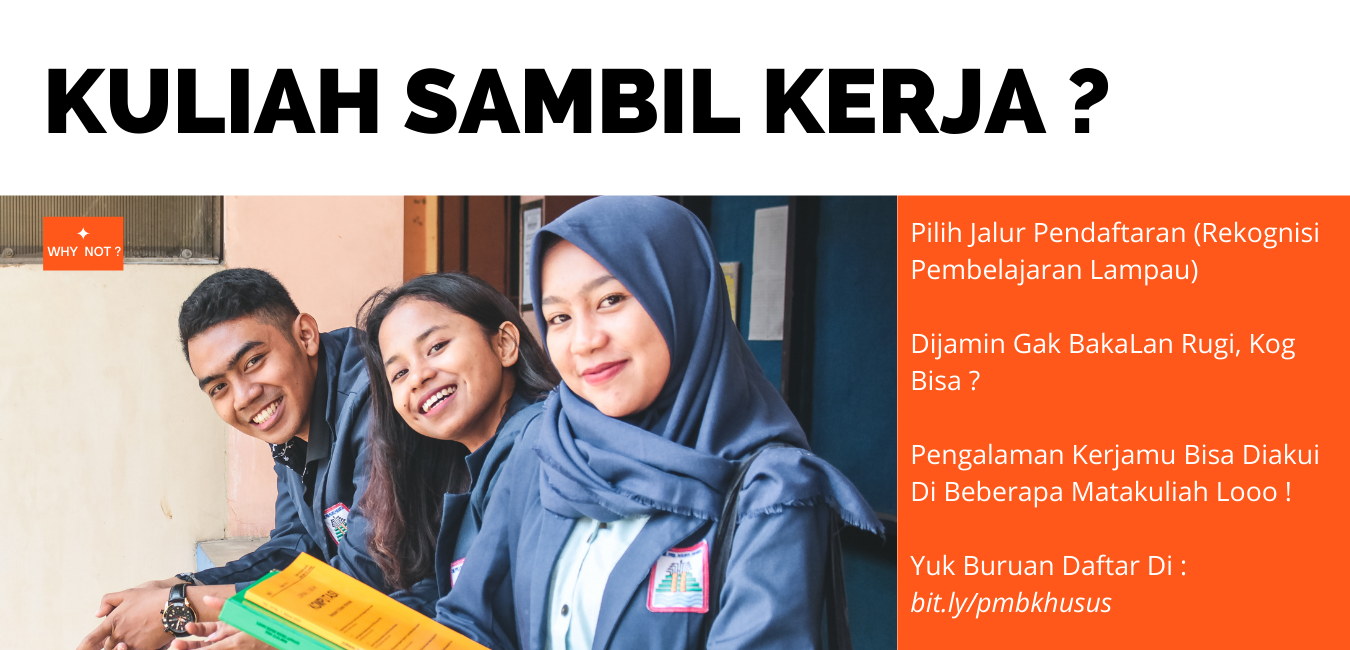 KULIAH SAMBIL KERJA ?
WHY NOT ?
Pilih Jalur Pendaftaran (Rekognisi
Pembelajaran Lampau)
Dijamin Gak BakaLan Rugi, Kog
Bisa ?
Pengalaman Kerjamu Bisa Diakui
Di Beberapa Matakuliah Looo !
Yuk Buruan Daftar Di :
bit.ly/pmbkhusus